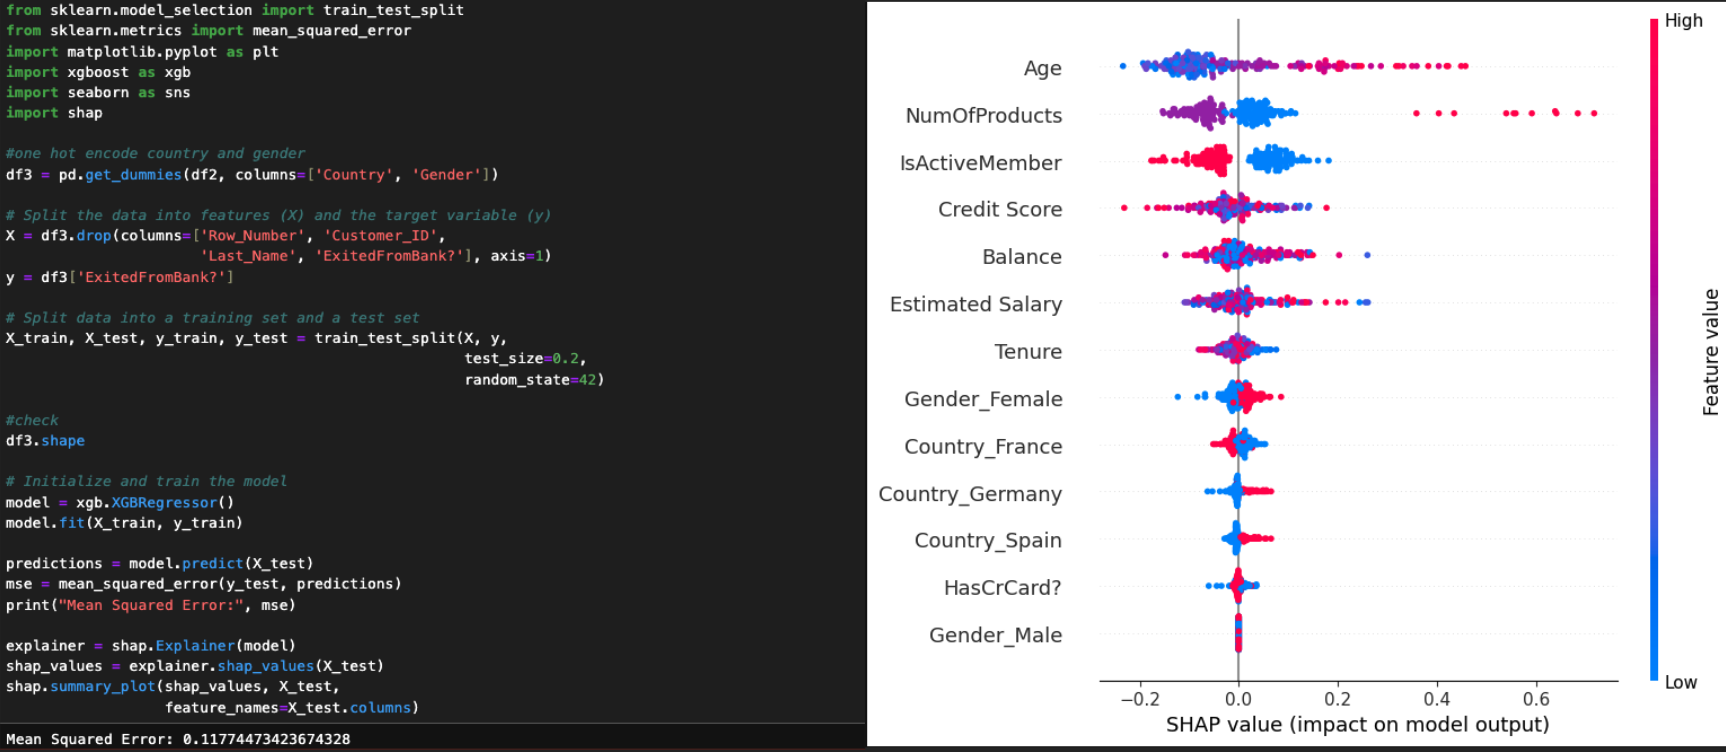 from sklearn.model_selection import train_test_split
from sklearn.metrics import mean_squared_error
import matplotlib.pyplot as plt
import xgboost as xgb
import seaborn as sns
import shap
#one hot encode country and gender
df3 = pd.get_dummies(df2, columns=['Country', 'Gender'])
# Split the data into features (X) and the target variable (y)
X = df3.drop(columns=['Row_Number', 'Customer_ID',
'Last_Name', 'ExitedFromBank?'], axis=1)
y = df3['ExitedFromBank?']
# Split data into a training set and a test set
X_train, X_test, y_train, y_test = train_test_split(X, y,
test_size=0.2,
random_state=42)
#check
df3.shape
# Initialize and train the model
model = xgb.XGBRegressor()
model.fit(X_train, y_train)
predictions = model.predict(X_test)
mse = mean_squared_error(y_test, predictions)
print("Mean Squared Error:", mse)
explainer = shap.Explainer(model)
shap_values = explainer.shap_values(X_test)
shap.summary_plot(shap_values, X_test,
feature_names=X_test.columns)
Mean Squared Error: 0.11774473423674328
High
Age
NumOfProducts
IsActiveMember
Credit Score
Balance
Estimated Salary
Tenure
Gender_Female
Country_France
Country_Germany
Country_Spain
HasCrCard?
Gender_Male
Feature value
Low
−0.2 0.0 0.2 0.4 0.6
SHAP value (impact on model output)